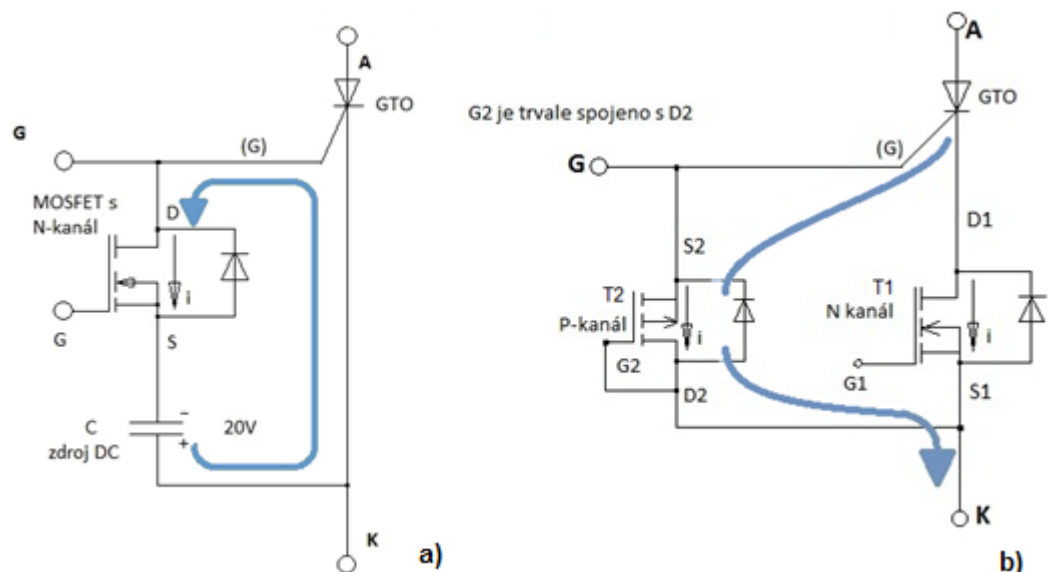 A
GTO
G
(G)
MOSFET s
N-kanál
D
i
G
S
C
zdroj DC
–
+
20V
K
a)
A
GTO
G2 je trvale spojeno s D2
(G)
G
D1
S2
T2
P-kanál
i
G2
D2
T1
N kanál
i
G1
S1
K
b)